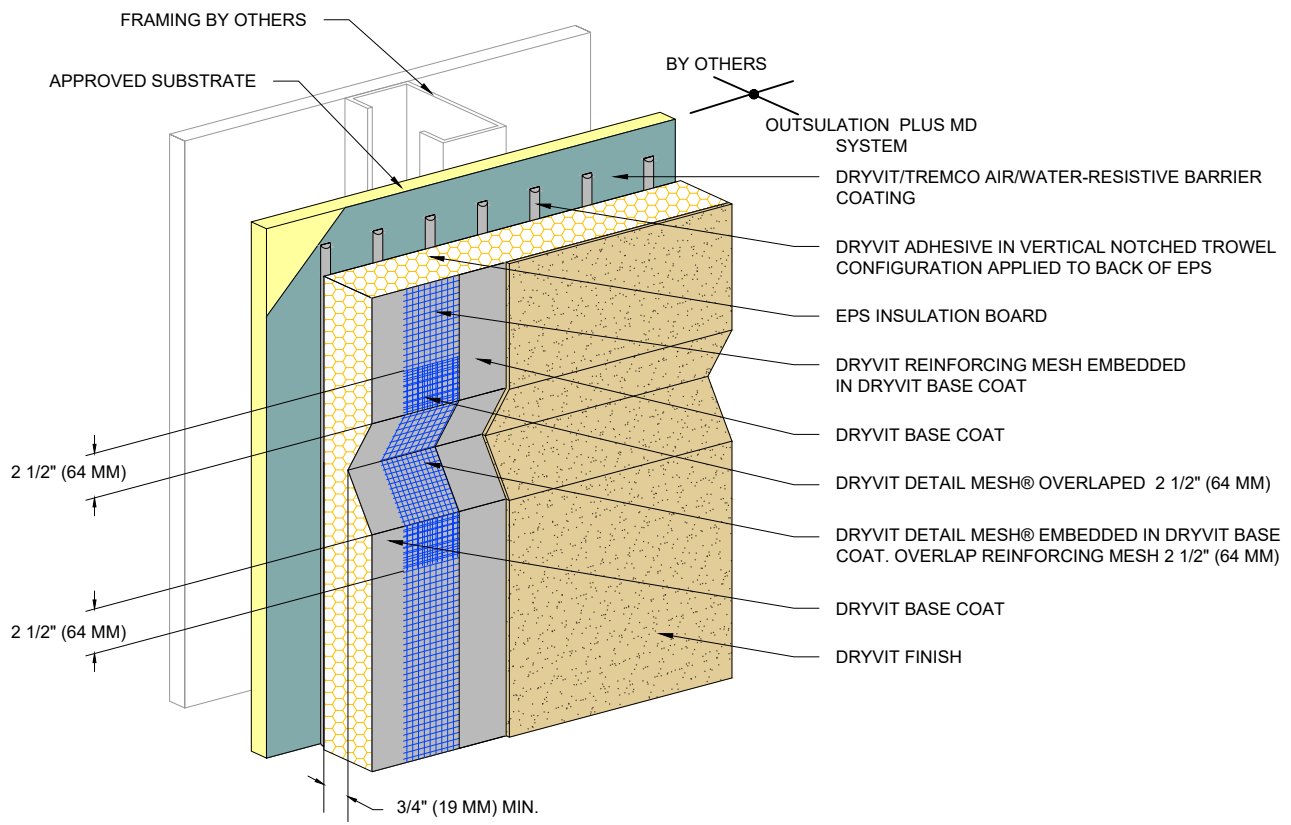 FRAMING BY OTHERS
APPROVED SUBSTRATE
BY OTHERS
OUTSULATION PLUS MD
SYSTEM
DRYVIT/TREMCO AIR/WATER-RESISTIVE BARRIER
COATING
DRYVIT ADHESIVE IN VERTICAL NOTCHED TROWEL
CONFIGURATION APPLIED TO BACK OF EPS
EPS INSULATION BOARD
DRYVIT REINFORCING MESH EMBEDDED
IN DRYVIT BASE COAT
DRYVIT BASE COAT
2 1/2" (64 MM)
DRYVIT DETAIL MESH® OVERLAPED 2 1/2" (64 MM)
DRYVIT DETAIL MESH® EMBEDDED IN DRYVIT BASE
COAT. OVERLAP REINFORCING MESH 2 1/2" (64 MM)
DRYVIT BASE COAT
2 1/2" (64 MM)
DRYVIT FINISH
3/4" (19 MM) MIN.